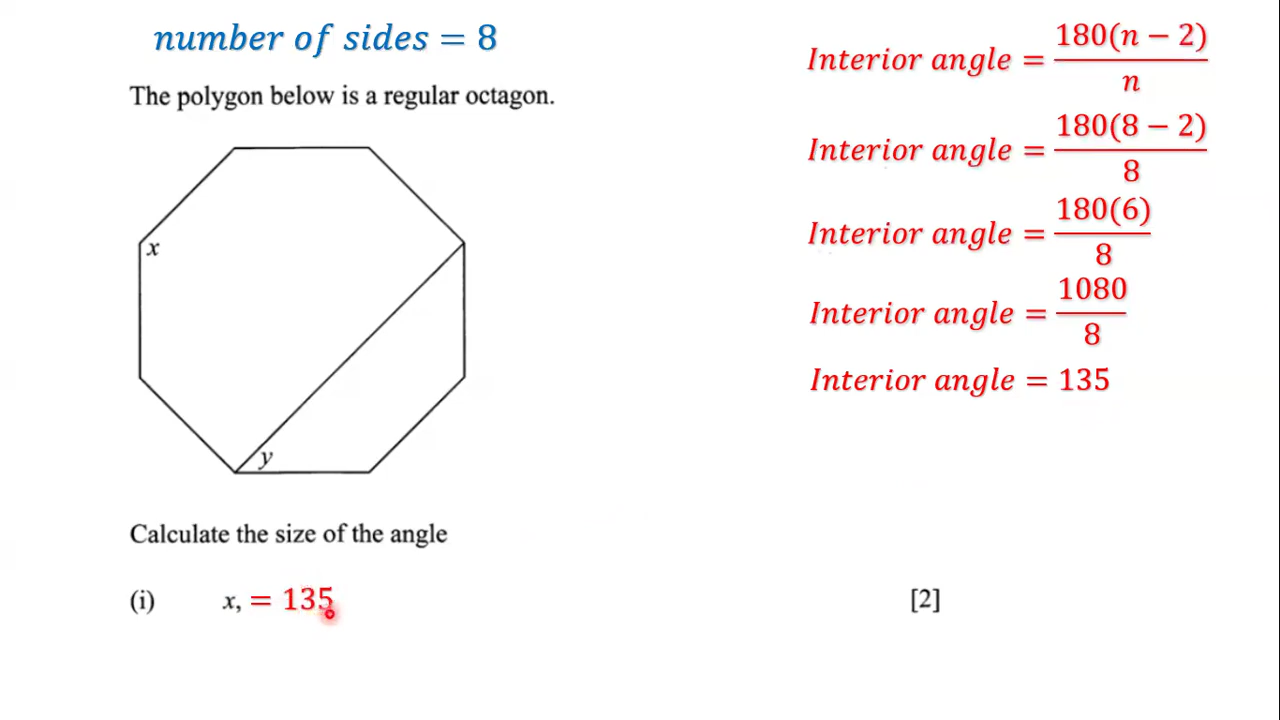 number of sides = 8
The polygon below is a regular octagon.
x
y
Calculate the size of the angle
(i) x, = 135 [2]
Interior angle = 180(n − 2) / n
Interior angle = 180(8 − 2) / 8
Interior angle = 180(6) / 8
Interior angle = 1080 / 8
Interior angle = 135